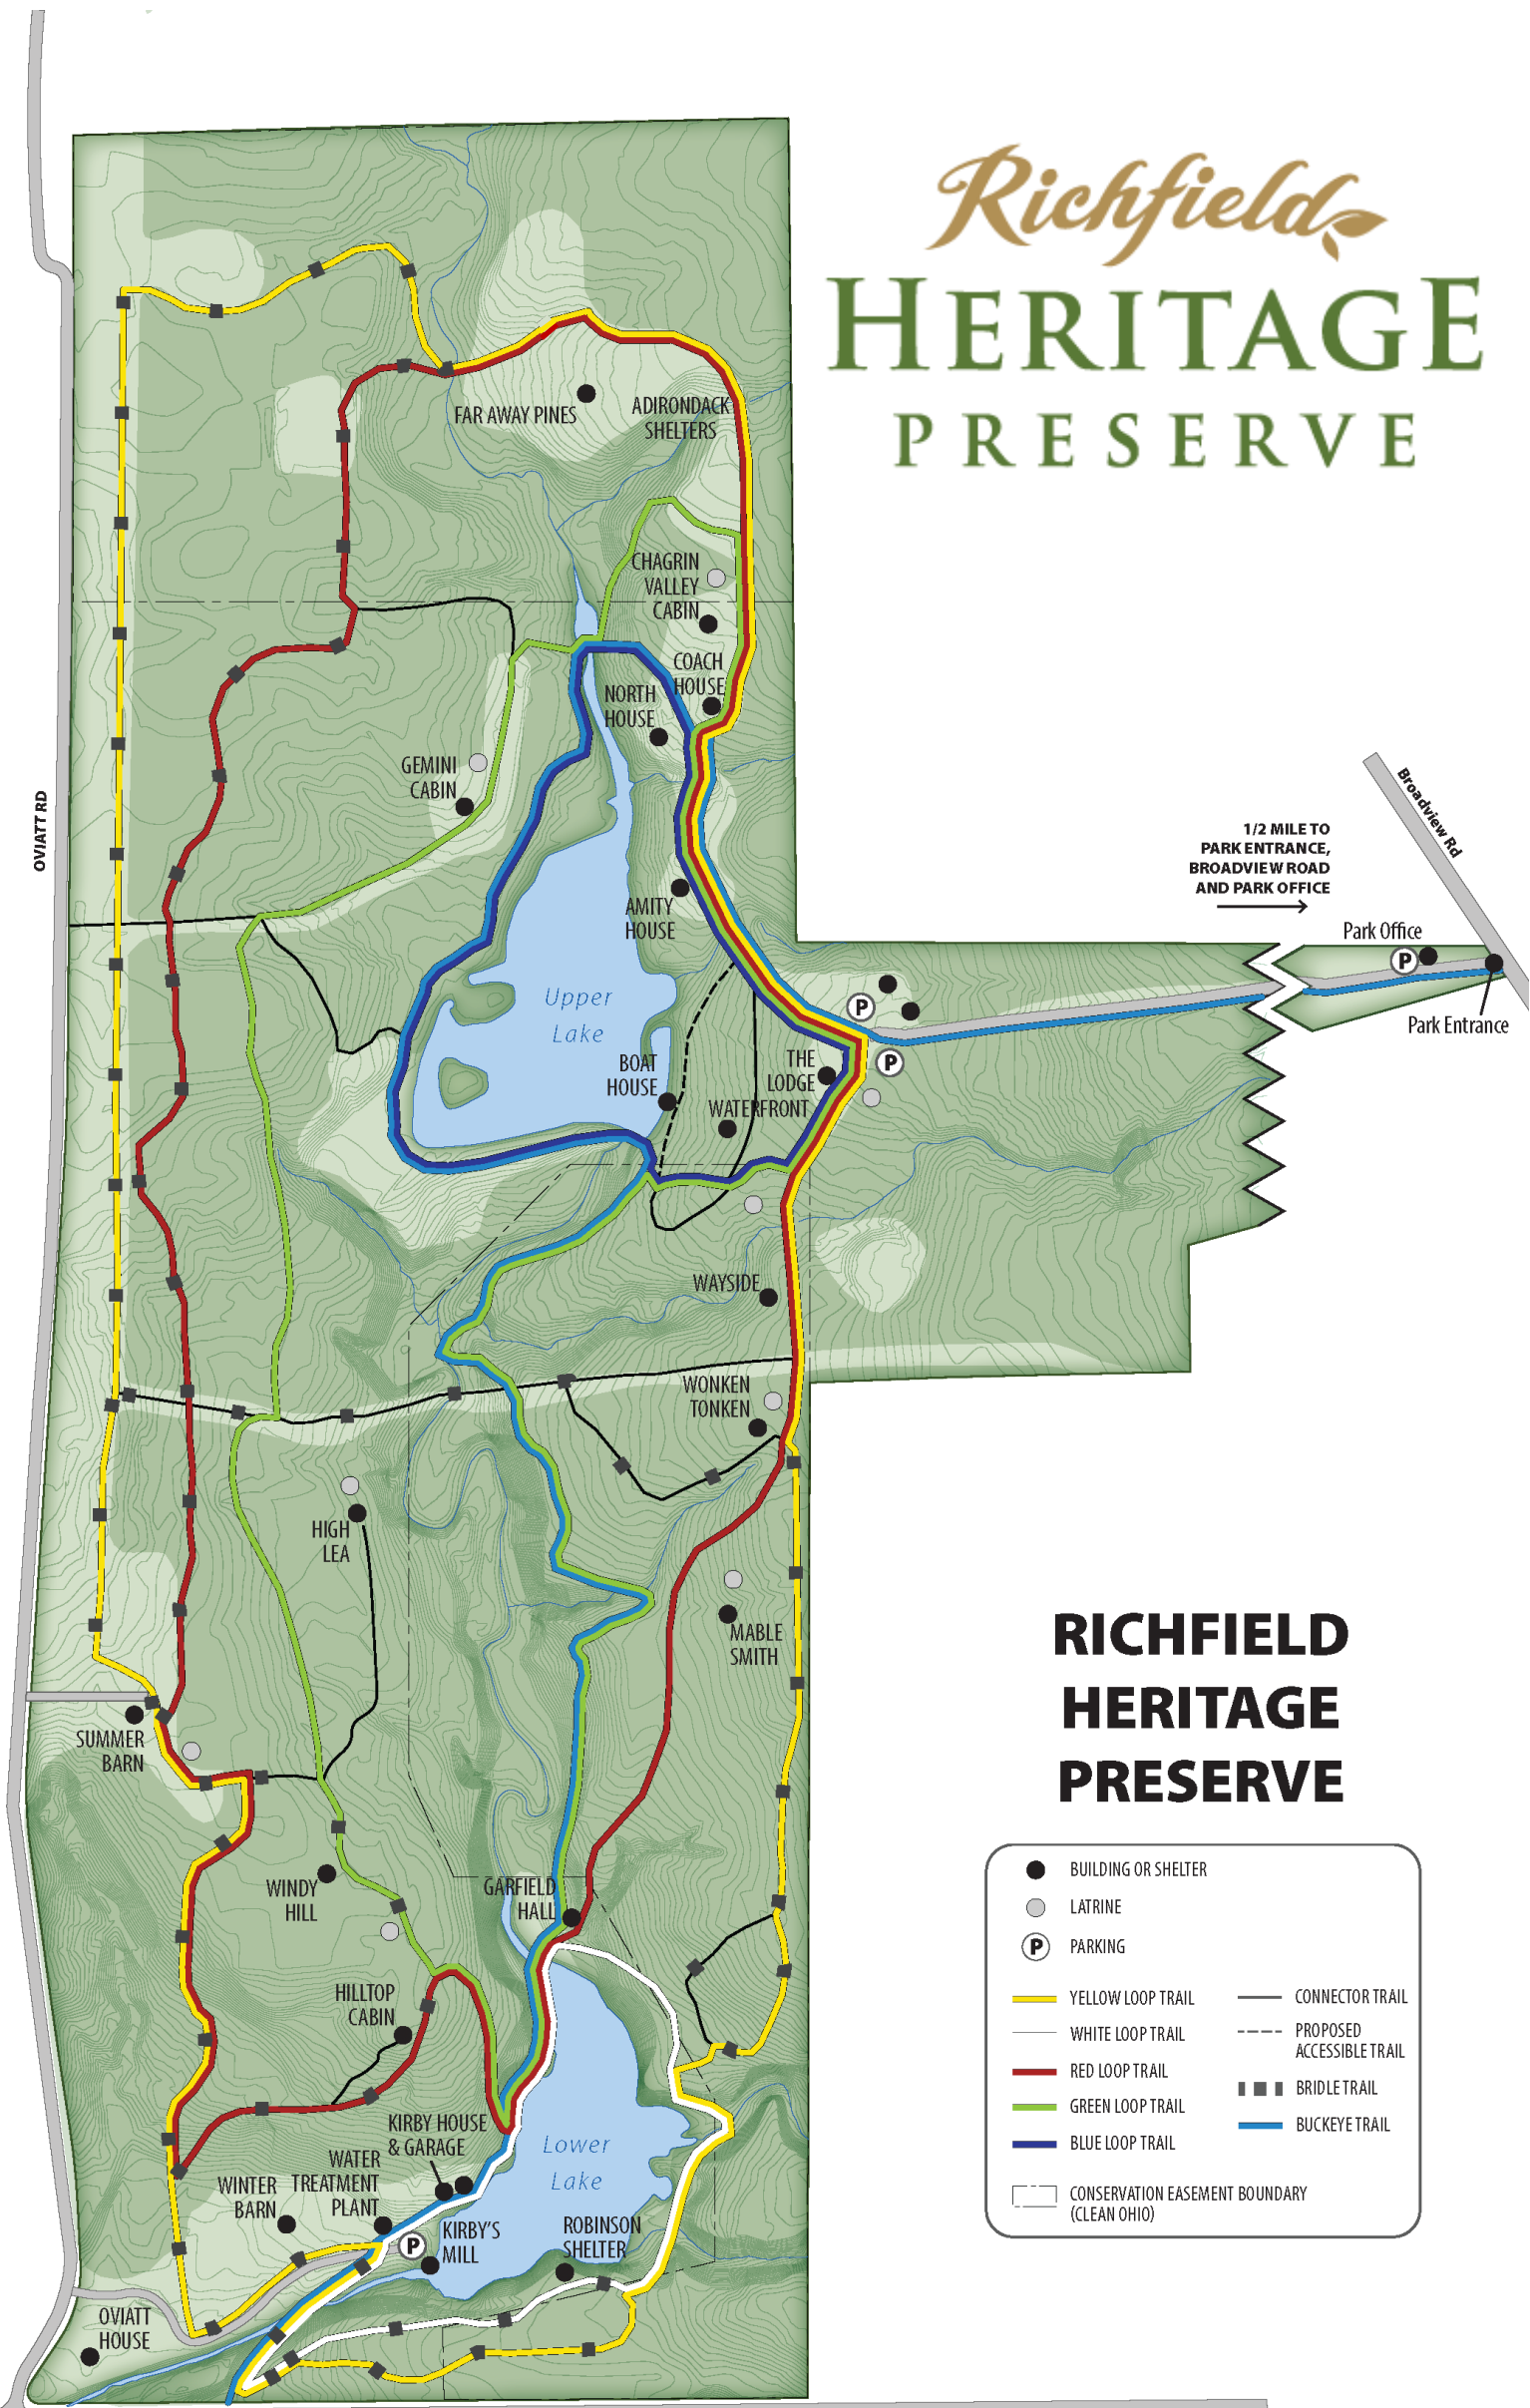 Richfield
HERITAGE
PRESERVE
FAR AWAY PINES
ADIRONDACK
SHELTERS
CHAGRIN
VALLEY
CABIN
COACH
HOUSE
NORTH
HOUSE
GEMINI
CABIN
OVIATT RD
Broadview Rd
1/2 MILE TO
PARK ENTRANCE,
BROADVIEW ROAD
AND PARK OFFICE
AMITY
HOUSE
Park Office
P
Park Entrance
Upper
Lake
P
P
BOAT
HOUSE
THE
LODGE
WATERFRONT
WAYSIDE
WONKEN
TONKEN
HIGH
LEA
MABLE
SMITH
SUMMER
BARN
WINDY
HILL
GARFIELD
HALL
HILLTOP
CABIN
KIRBY HOUSE
& GARAGE
WATER
TREATMENT
PLANT
WINTER
BARN
Lower
Lake
P
KIRBY'S
MILL
ROBINSON
SHELTER
OVIATT
HOUSE
RICHFIELD
HERITAGE
PRESERVE
BUILDING OR SHELTER
LATRINE
P PARKING
YELLOW LOOP TRAIL
WHITE LOOP TRAIL
RED LOOP TRAIL
GREEN LOOP TRAIL
BLUE LOOP TRAIL
CONSERVATION EASEMENT BOUNDARY
(CLEAN OHIO)
CONNECTOR TRAIL
PROPOSED
ACCESSIBLE TRAIL
BRIDLE TRAIL
BUCKEYE TRAIL